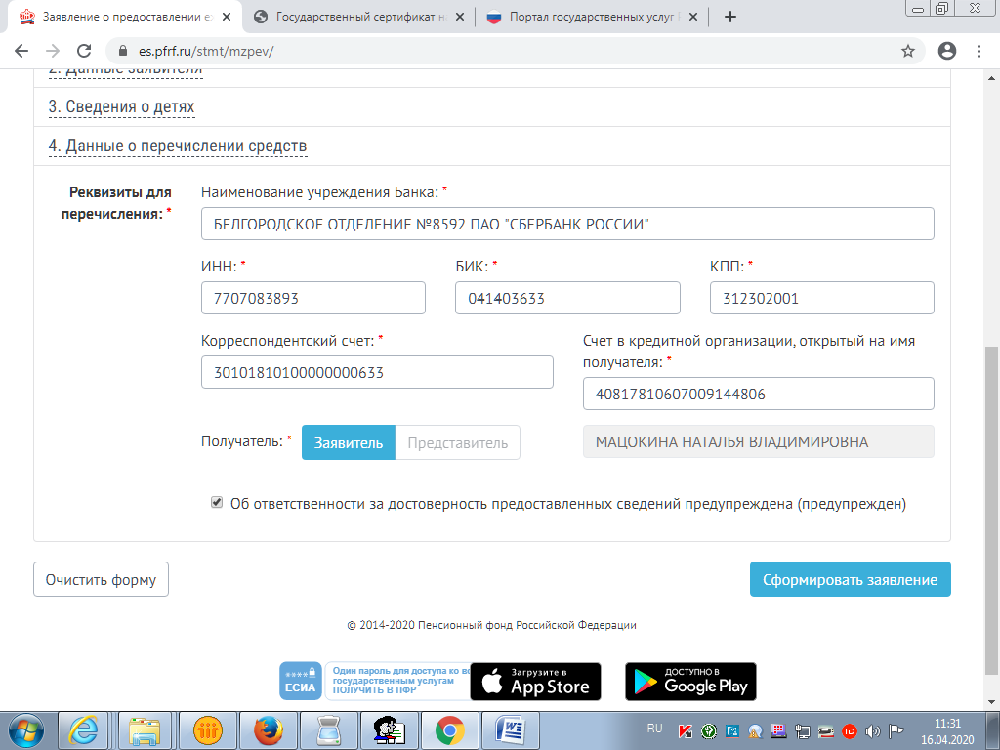 Заявление о предоставлении еж
Государственный сертификат на
Портал государственных услуг
es.pfrf.ru/stmt/mzpev/
2. Данные заявителя
3. Сведения о детях
4. Данные о перечислении средств
Реквизиты для
перечисления: *
Наименование учреждения Банка: *
БЕЛГОРОДСКОЕ ОТДЕЛЕНИЕ №8592 ПАО "СБЕРБАНК РОССИИ"
ИНН: * БИК: * КПП: *
7707083893 041403633 312302001
Корреспондентский счет: *
30101810100000000633
Счет в кредитной организации, открытый на имя
получателя: *
40817810607009144806
Получатель: * Заявитель Представитель
МАЦОКИНА НАТАЛЬЯ ВЛАДИМИРОВНА
Об ответственности за достоверность предоставленных сведений предупреждена (предупрежден)
Очистить форму
Сформировать заявление
© 2014-2020 Пенсионный фонд Российской Федерации
ЕСИА
Один пароль для доступа ко вс
государственным услугам
ПОЛУЧИТЬ В ПФР
Загрузите в
App Store
ДОСТУПНО В
Google Play
RU
11:31
16.04.2020